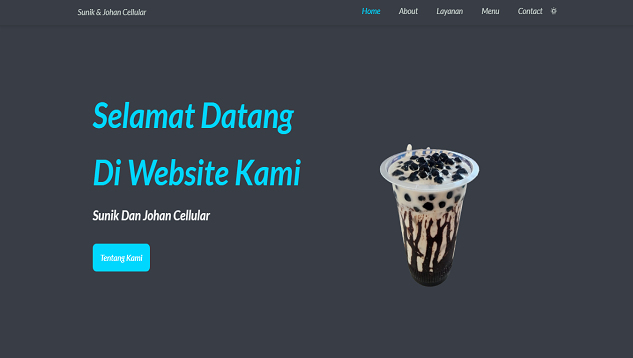 Sunik & Johan Cellular
Home About Layanan Menu Contact
Selamat Datang
Di Website Kami
Sunik Dan Johan Cellular
Tentang Kami